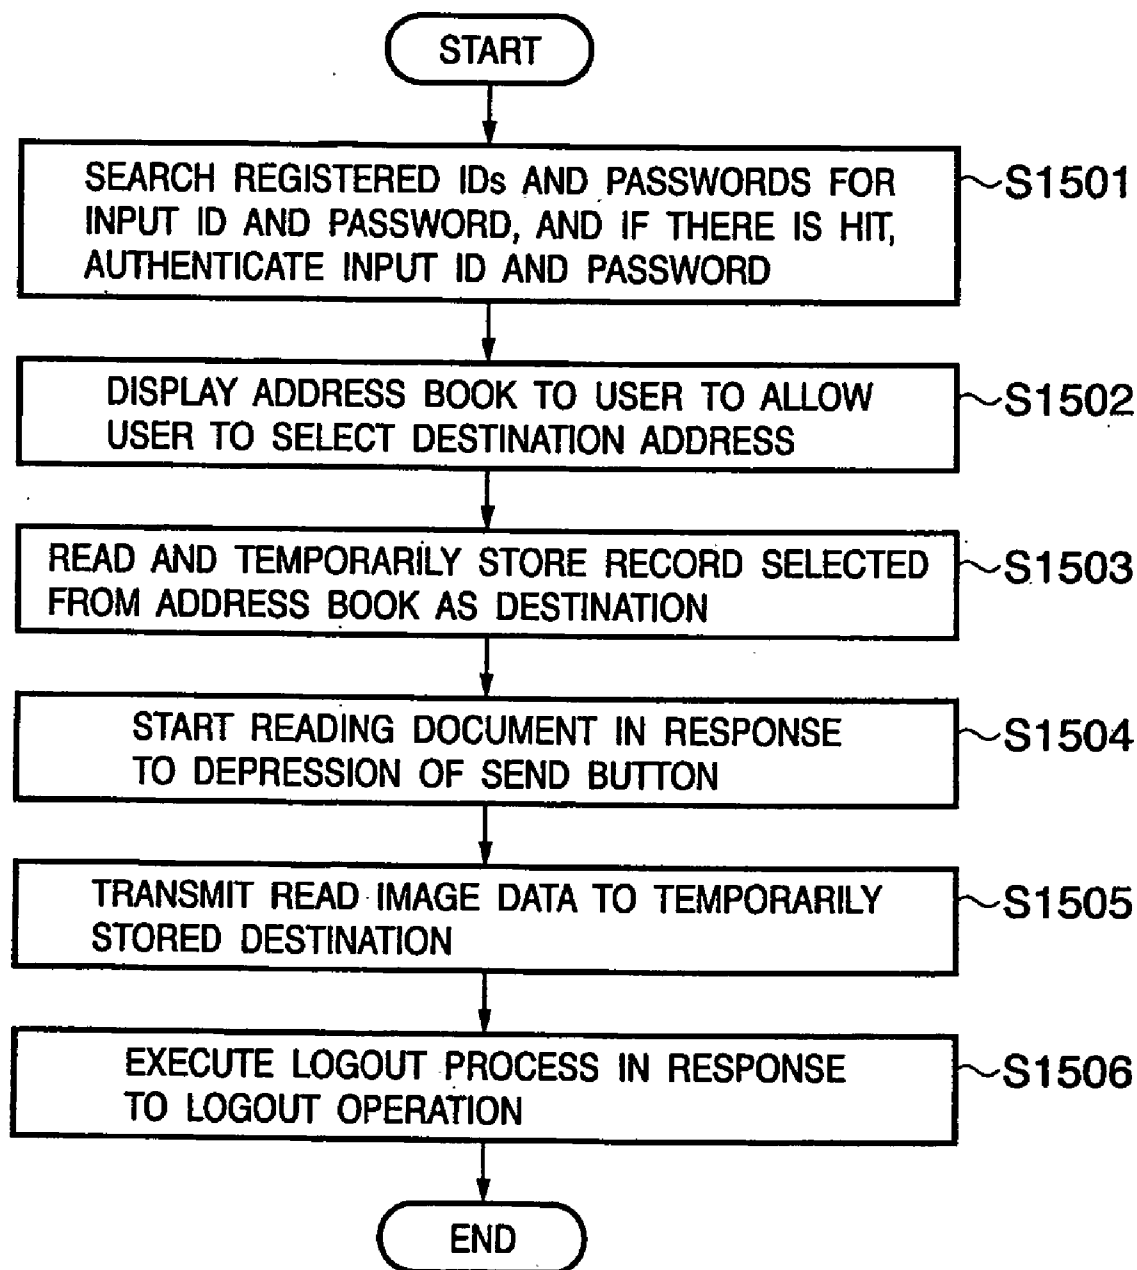 START
SEARCH REGISTERED IDs AND PASSWORDS FOR
INPUT ID AND PASSWORD, AND IF THERE IS HIT,
AUTHENTICATE INPUT ID AND PASSWORD
S1501
DISPLAY ADDRESS BOOK TO USER TO ALLOW
USER TO SELECT DESTINATION ADDRESS
S1502
READ AND TEMPORARILY STORE RECORD SELECTED
FROM ADDRESS BOOK AS DESTINATION
S1503
START READING DOCUMENT IN RESPONSE
TO DEPRESSION OF SEND BUTTON
S1504
TRANSMIT READ IMAGE DATA TO TEMPORARILY
STORED DESTINATION
S1505
EXECUTE LOGOUT PROCESS IN RESPONSE
TO LOGOUT OPERATION
S1506
END